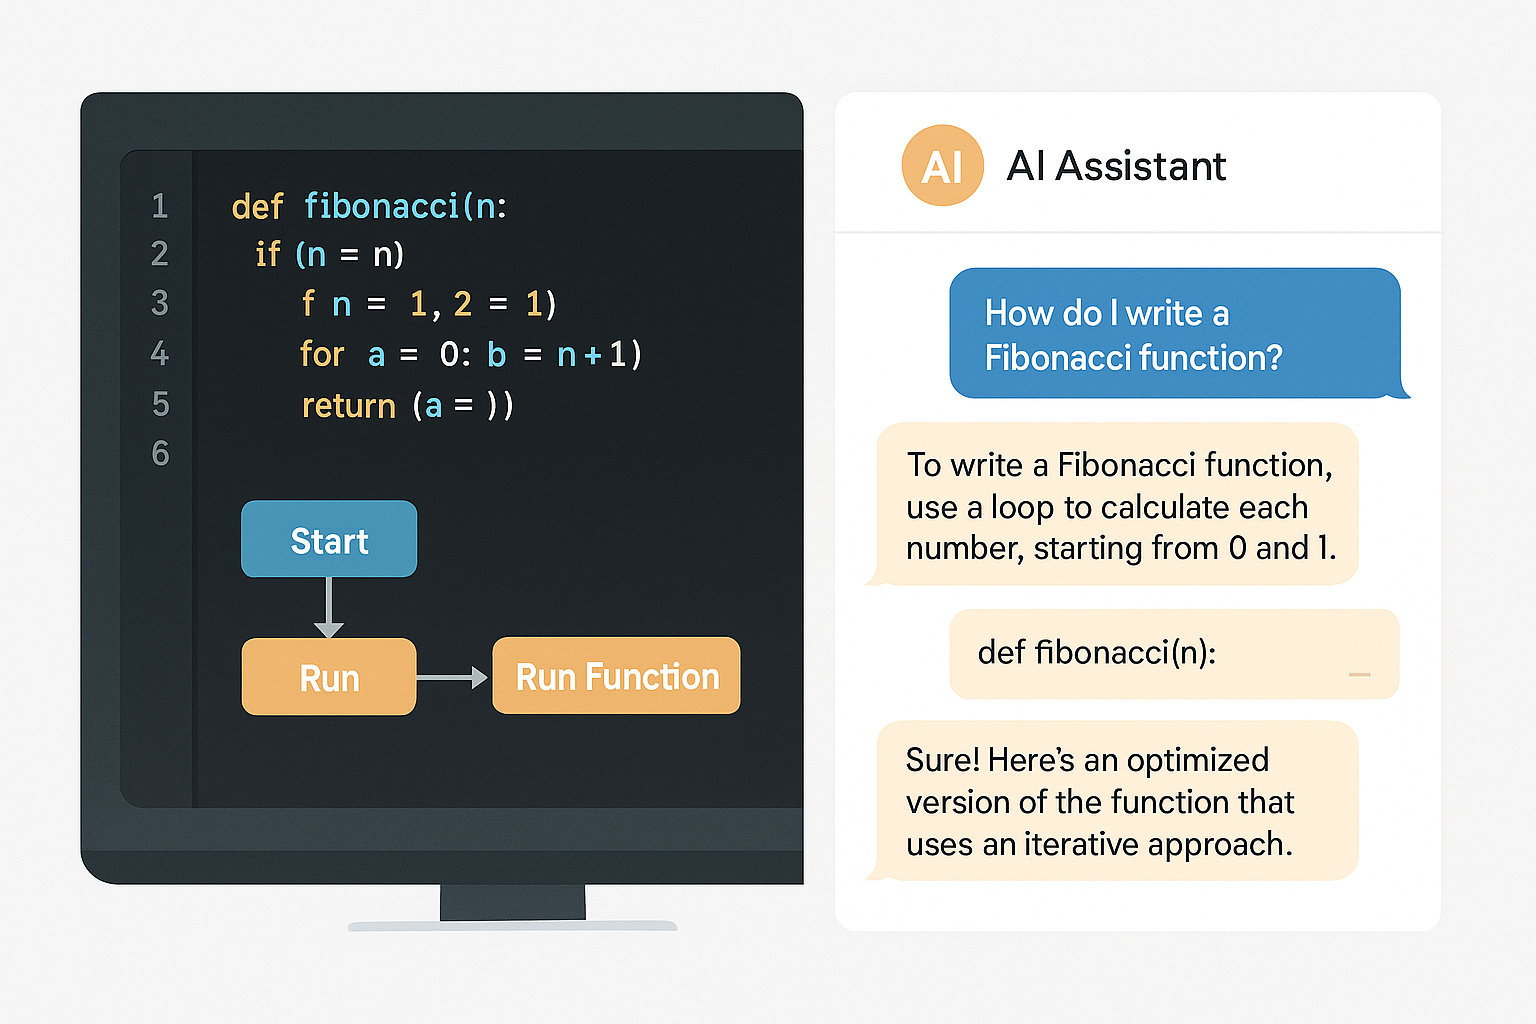 1 def fibonacci(n:
2 if (n = n)
3 f n = 1, 2 = 1)
4 for a = 0: b = n+1)
5 return (a = ))
6
Start
Run
Run Function
AI AI Assistant
How do I write a
Fibonacci function?
To write a Fibonacci function,
use a loop to calculate each
number, starting from 0 and 1.
def fibonacci(n):
_
Sure! Here’s an optimized
version of the function that
uses an iterative approach.